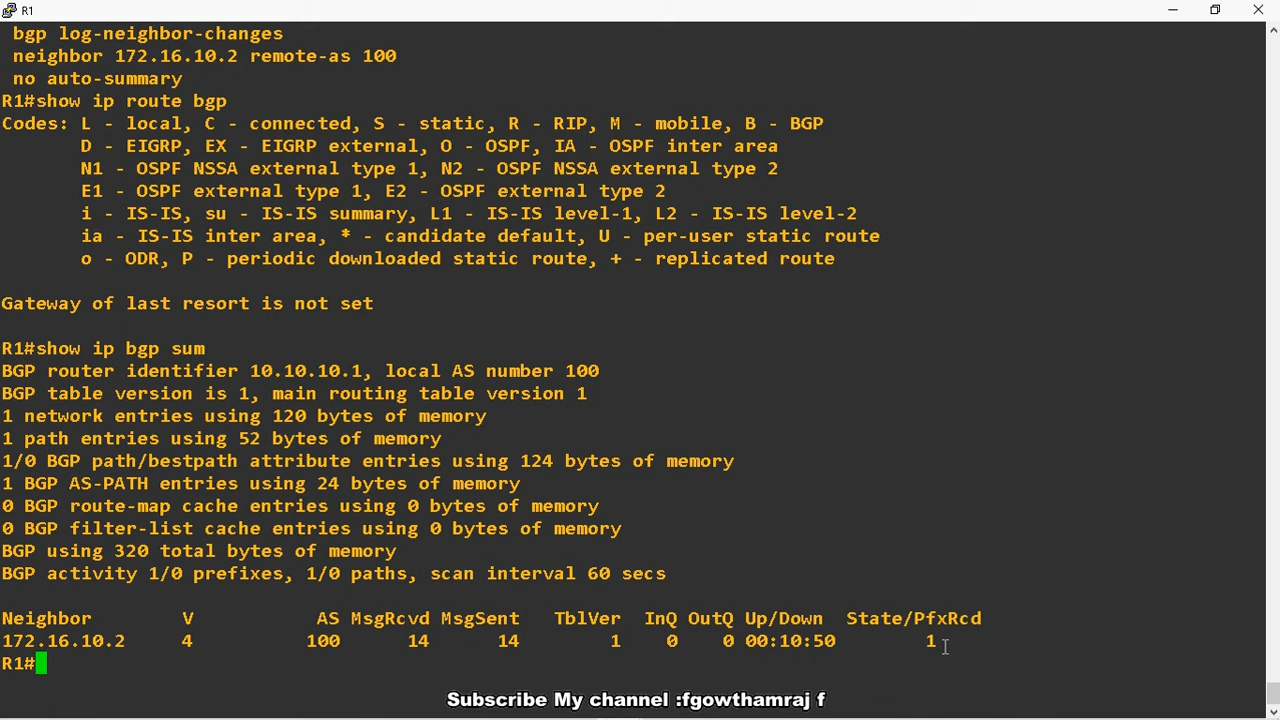 R1
bgp log-neighbor-changes
neighbor 172.16.10.2 remote-as 100
no auto-summary
R1#show ip route bgp
Codes: L - local, C - connected, S - static, R - RIP, M - mobile, B - BGP
D - EIGRP, EX - EIGRP external, O - OSPF, IA - OSPF inter area
N1 - OSPF NSSA external type 1, N2 - OSPF NSSA external type 2
E1 - OSPF external type 1, E2 - OSPF external type 2
i - IS-IS, su - IS-IS summary, L1 - IS-IS level-1, L2 - IS-IS level-2
ia - IS-IS inter area, * - candidate default, U - per-user static route
o - ODR, P - periodic downloaded static route, + - replicated route
Gateway of last resort is not set
R1#show ip bgp sum
BGP router identifier 10.10.10.1, local AS number 100
BGP table version is 1, main routing table version 1
1 network entries using 120 bytes of memory
1 path entries using 52 bytes of memory
1/0 BGP path/bestpath attribute entries using 124 bytes of memory
1 BGP AS-PATH entries using 24 bytes of memory
0 BGP route-map cache entries using 0 bytes of memory
0 BGP filter-list cache entries using 0 bytes of memory
BGP using 320 total bytes of memory
BGP activity 1/0 prefixes, 1/0 paths, scan interval 60 secs
Neighbor V AS MsgRcvd MsgSent TblVer InQ OutQ Up/Down State/PfxRcd
172.16.10.2 4 100 14 14 1 0 0 00:10:50 1
R1#
Subscribe My channel :fgowthamraj f